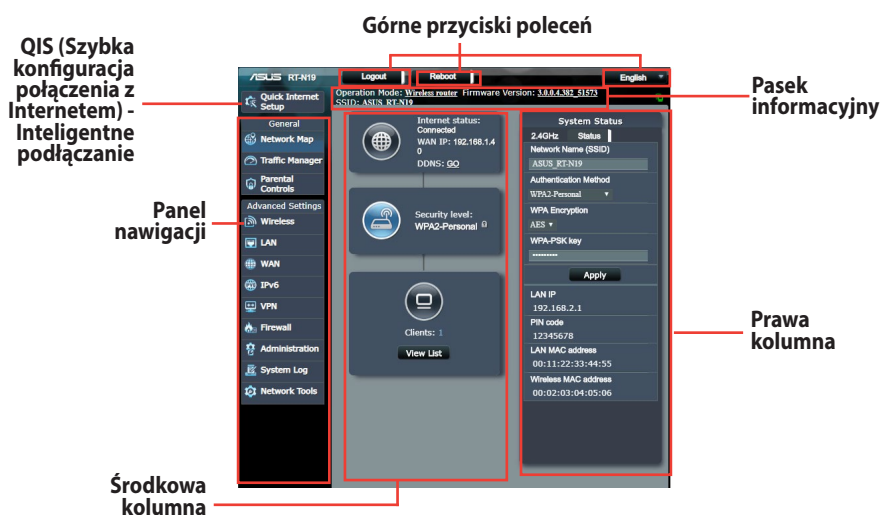 Górne przyciski poleceń
QIS (Szybka
konfiguracja
połączenia z
Internetem) -
Inteligentne
podłączanie
Panel
nawigacji
Środkowa
kolumna
Pasek
informacyjny
Prawa
kolumna
ASUS RT-N19
Logout
Reboot
English
Operation Mode: Wireless router Firmware Version: 3.0.0.4.382_51573
SSID: ASUS_RT-N19
Quick Internet
Setup
General
Network Map
Traffic Manager
Parental
Controls
Advanced Settings
Wireless
LAN
WAN
IPv6
VPN
Firewall
Administration
System Log
Network Tools
Internet status:
Connected
WAN IP: 192.168.1.4
0
DDNS: GO
Security level:
WPA2-Personal
Clients: 1
View List
System Status
2.4GHz Status
Network Name (SSID)
ASUS_RT-N19
Authentication Method
WPA2-Personal
WPA Encryption
AES
WPA-PSK key
•••••••••
Apply
LAN IP
192.168.2.1
PIN code
12345678
LAN MAC address
00:11:22:33:44:55
Wireless MAC address
00:02:03:04:05:06